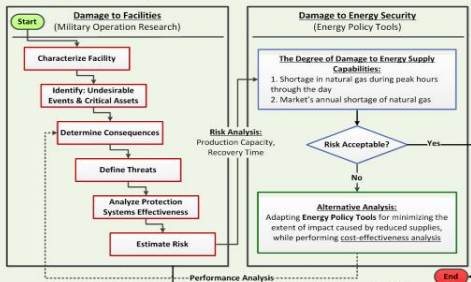 Damage to Facilities
(Military Operation Research)
Start
Characterize Facility
Identify: Undesirable
Events & Critical Assets
Determine Consequences
Define Threats
Analyze Protection
Systems Effectiveness
Estimate Risk
Risk Analysis:
Production Capacity,
Recovery Time
Damage to Energy Security
(Energy Policy Tools)
The Degree of Damage to Energy Supply
Capabilities:
1. Shortage in natural gas during peak hours
through the day
2. Market's annual shortage of natural gas
Risk Acceptable?
Yes
No
Alternative Analysis:
Adapting Energy Policy Tools for minimizing the
extent of impact caused by reduced supplies,
while performing cost-effectiveness analysis
Performance Analysis
End